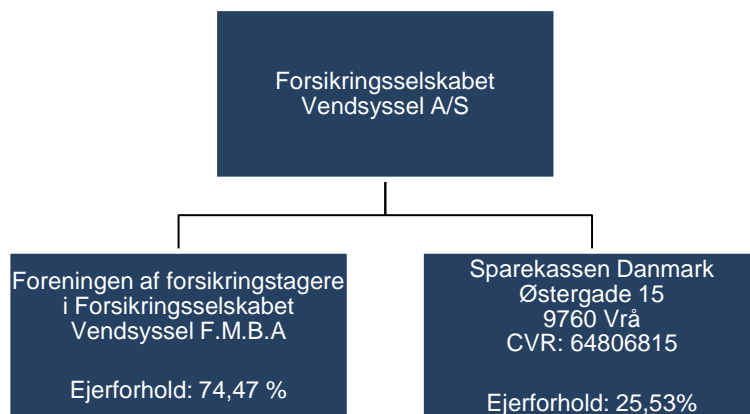 Forsikringsselskabet
Vendsyssel A/S
Foreningen af forsikringstagere
i Forsikringsselskabet
Vendsyssel F.M.B.A
Ejerforhold: 74,47 %
Sparekassen Danmark
Østergade 15
9760 Vrå
CVR: 64806815
Ejerforhold: 25,53%